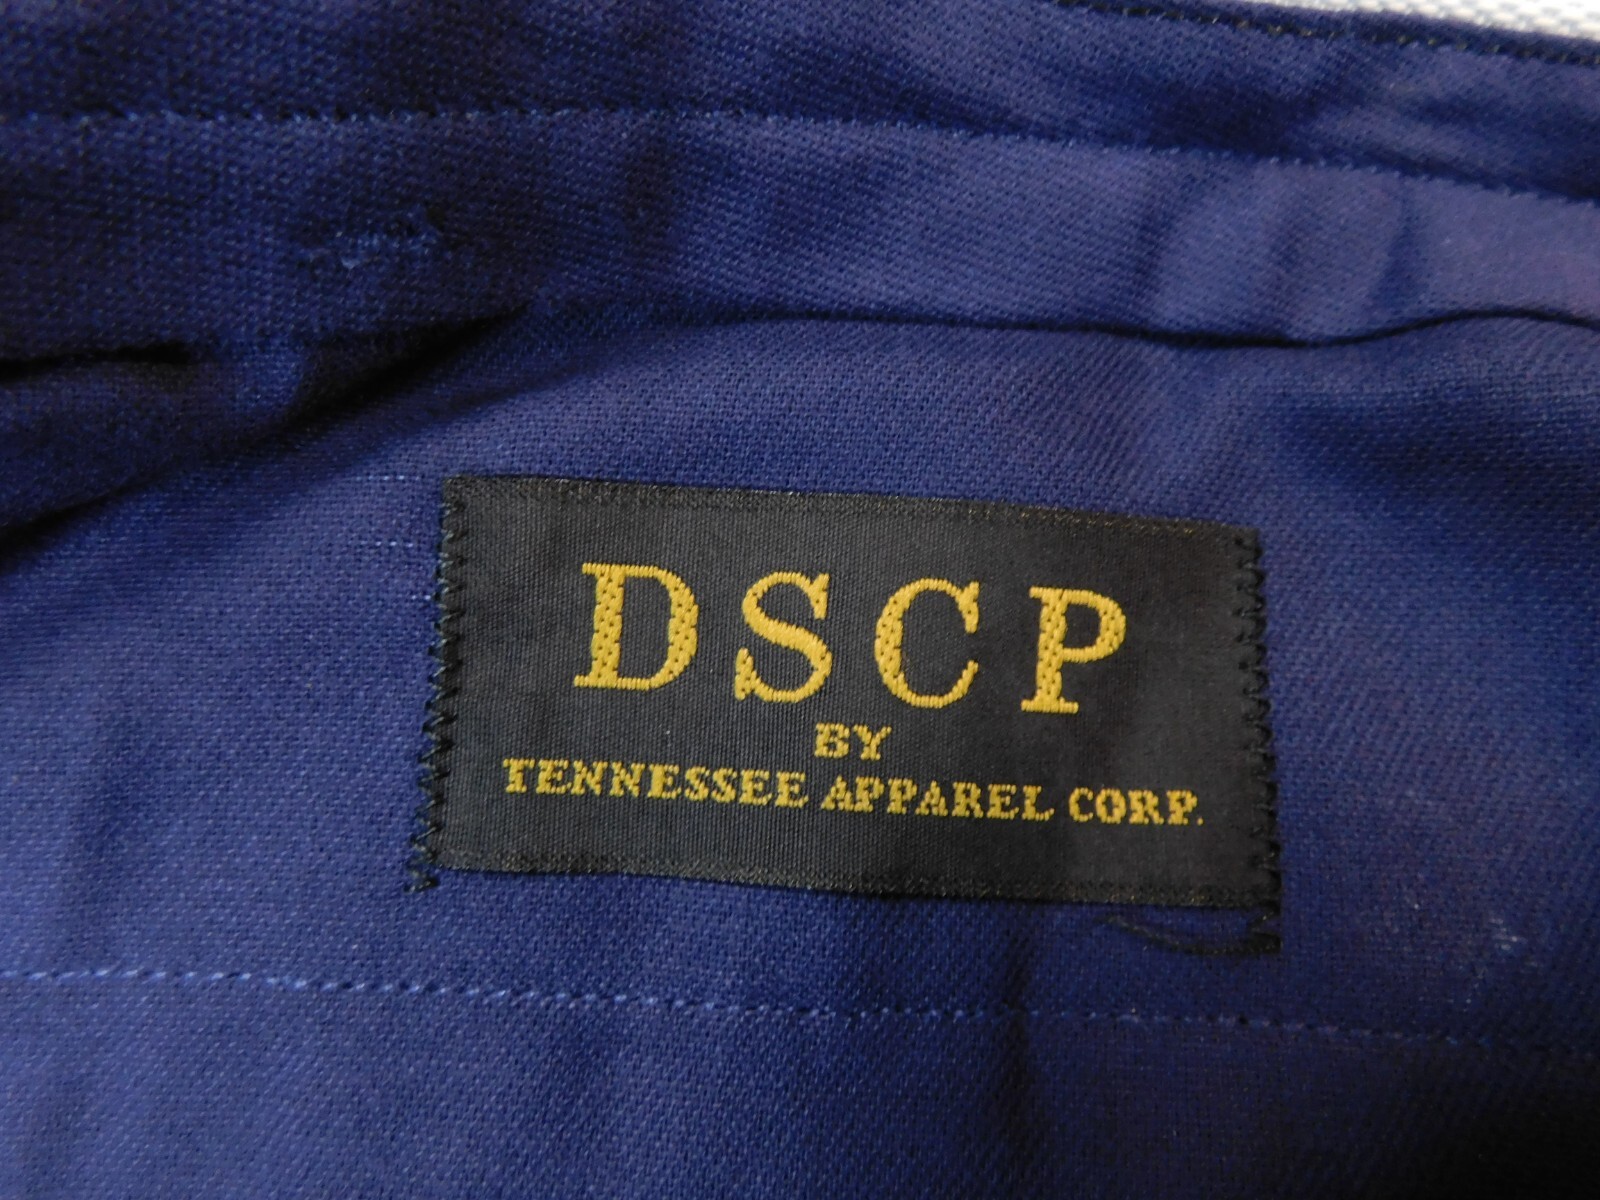 DSCP
BY
TENNESSEE APPAREL CORP.